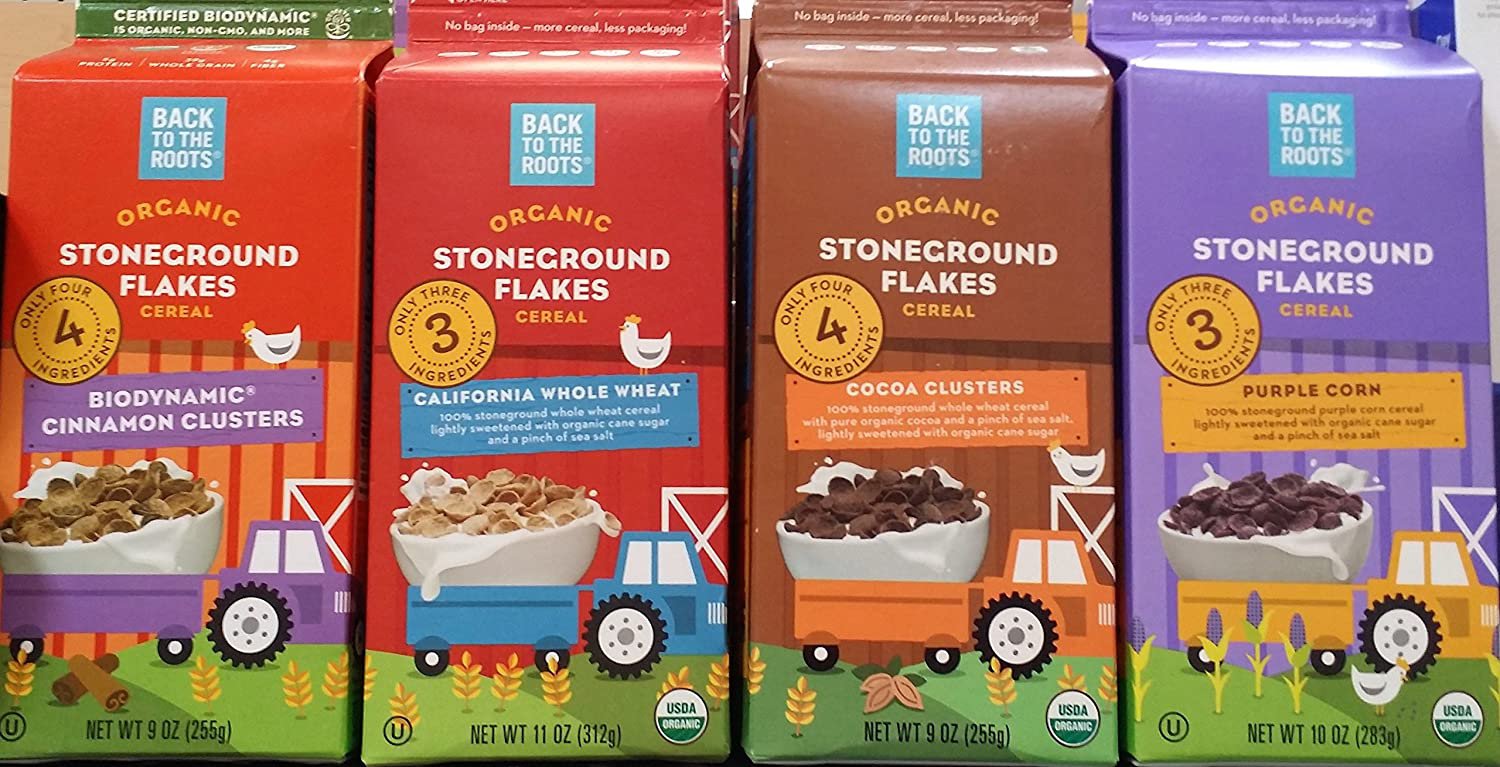 CERTIFIED BIODYNAMIC®
IS ORGANIC, NON-GMO, AND MORE
PROTEIN | WHOLE GRAIN | FIBER
BACK
TO THE
ROOTS®
ORGANIC
STONEGROUND
FLAKES
CEREAL
ONLY FOUR
4
INGREDIENTS
BIODYNAMIC®
CINNAMON CLUSTERS
U
NET WT 9 OZ (255g)
No bag inside – more cereal, less packaging!
BACK
TO THE
ROOTS®
ORGANIC
STONEGROUND
FLAKES
CEREAL
ONLY THREE
3
INGREDIENTS
CALIFORNIA WHOLE WHEAT
100% stoneground whole wheat cereal
lightly sweetened with organic cane sugar
and a pinch of sea salt
U
NET WT 11 OZ (312g)
USDA
ORGANIC
No bag inside – more cereal, less packaging!
BACK
TO THE
ROOTS®
ORGANIC
STONEGROUND
FLAKES
CEREAL
ONLY FOUR
4
INGREDIENTS
COCOA CLUSTERS
100% stoneground whole wheat cereal
with pure organic cocoa and a pinch of sea salt,
lightly sweetened with organic cane sugar
U
NET WT 9 OZ (255g)
USDA
ORGANIC
No bag inside – more cereal, less packaging!
BACK
TO THE
ROOTS®
ORGANIC
STONEGROUND
FLAKES
CEREAL
ONLY THREE
3
INGREDIENTS
PURPLE CORN
100% stoneground purple corn cereal
lightly sweetened with organic cane sugar
and a pinch of sea salt
U
NET WT 10 OZ (283g)
USDA
ORGANIC